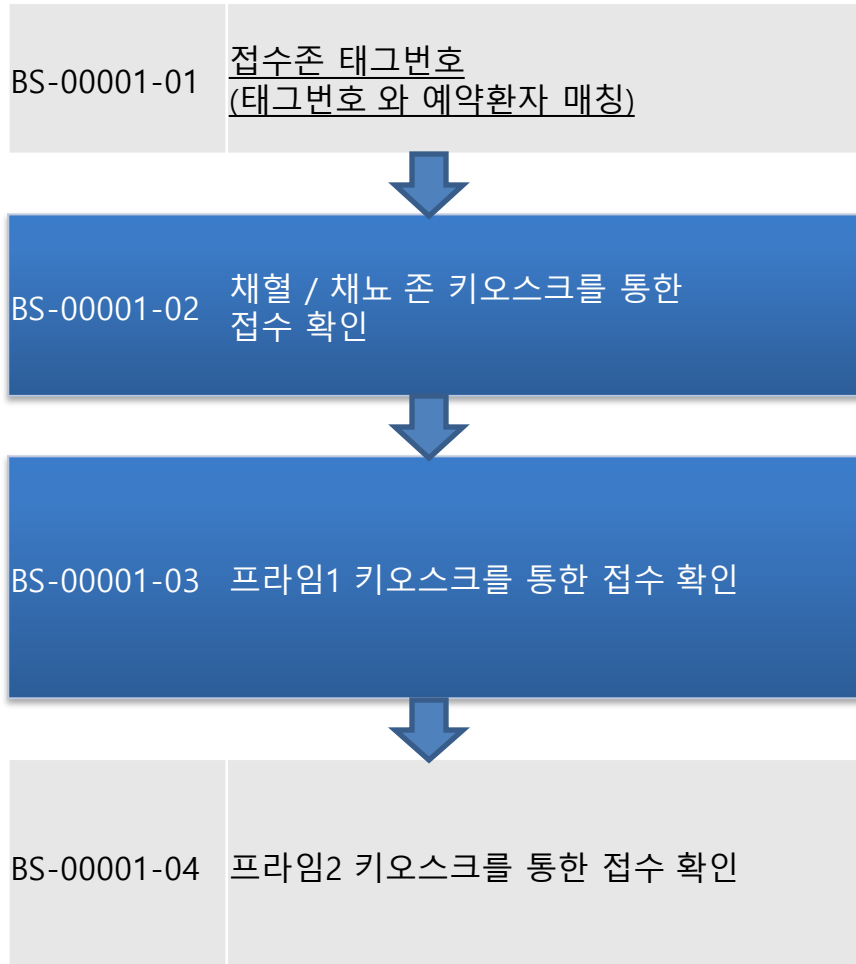 BS-00001-01
접수존 태그번호
(태그번호 와 예약환자 매칭)
BS-00001-02
채혈 / 채뇨 존 키오스크를 통한
접수 확인
BS-00001-03
프라임1 키오스크를 통한 접수 확인
BS-00001-04
프라임2 키오스크를 통한 접수 확인